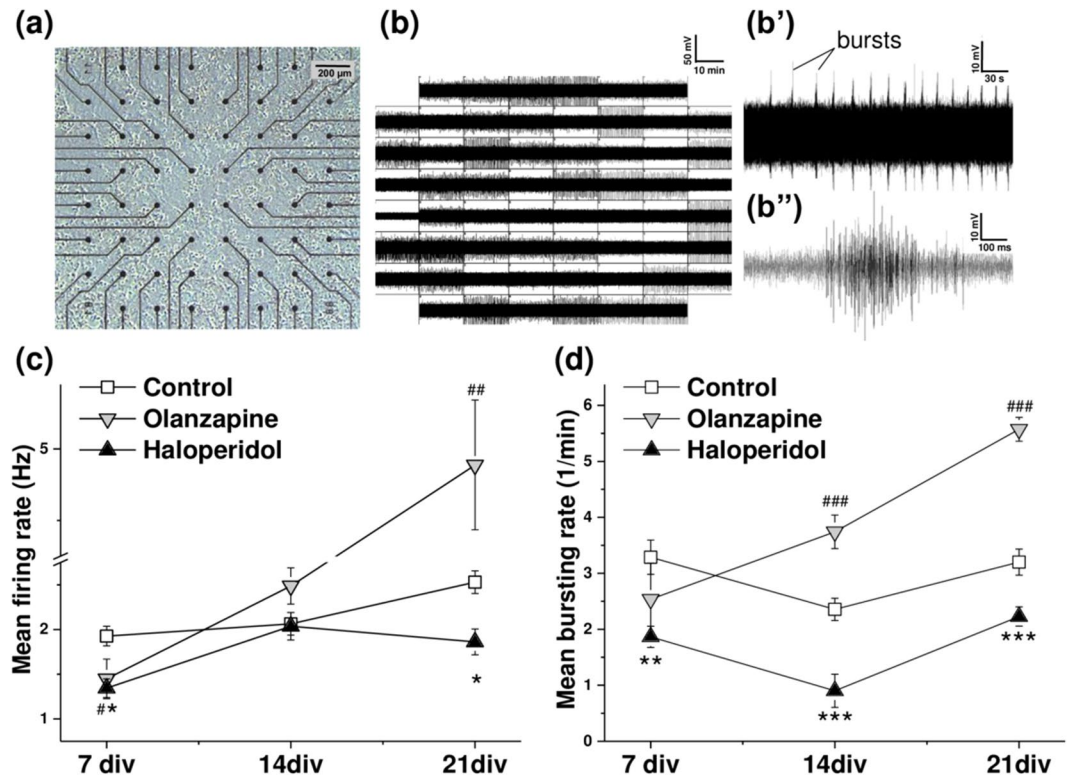 (a)
200 µm
(b)
50 mV
10 min
(b')
bursts
10 mV
30 s
(b'')
10 mV
100 ms
(c)
Control
Olanzapine
Haloperidol
Mean firing rate (Hz)
5
2
1
##
#*
*
7 div
14div
21div
(d)
Control
Olanzapine
Haloperidol
Mean bursting rate (1/min)
6
5
4
3
2
1
0
###
###
**
***
***
7 div
14div
21div